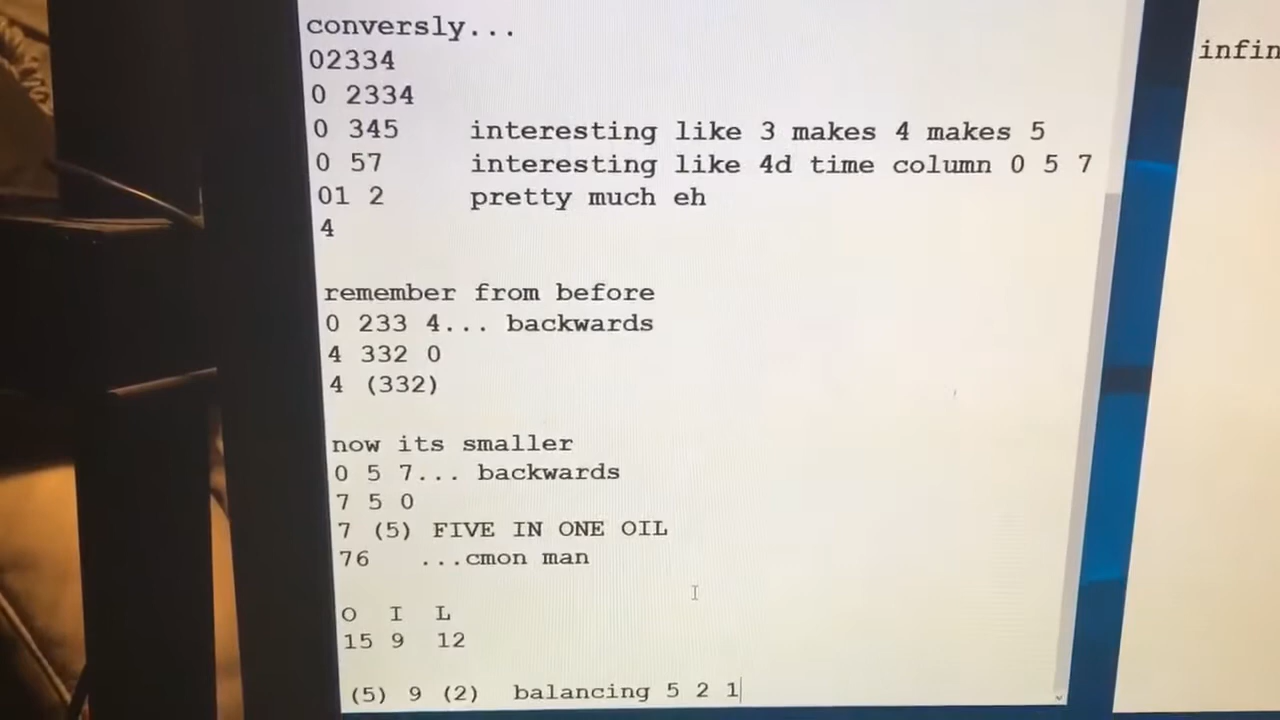 conversly...
02334
0 2334
0 345 interesting like 3 makes 4 makes 5
0 57 interesting like 4d time column 0 5 7
01 2 pretty much eh
4
remember from before
0 233 4... backwards
4 332 0
4 (332)
now its smaller
0 5 7... backwards
7 5 0
7 (5) FIVE IN ONE OIL
76 ...cmon man
O I L
15 9 12
(5) 9 (2) balancing 5 2 1
infin